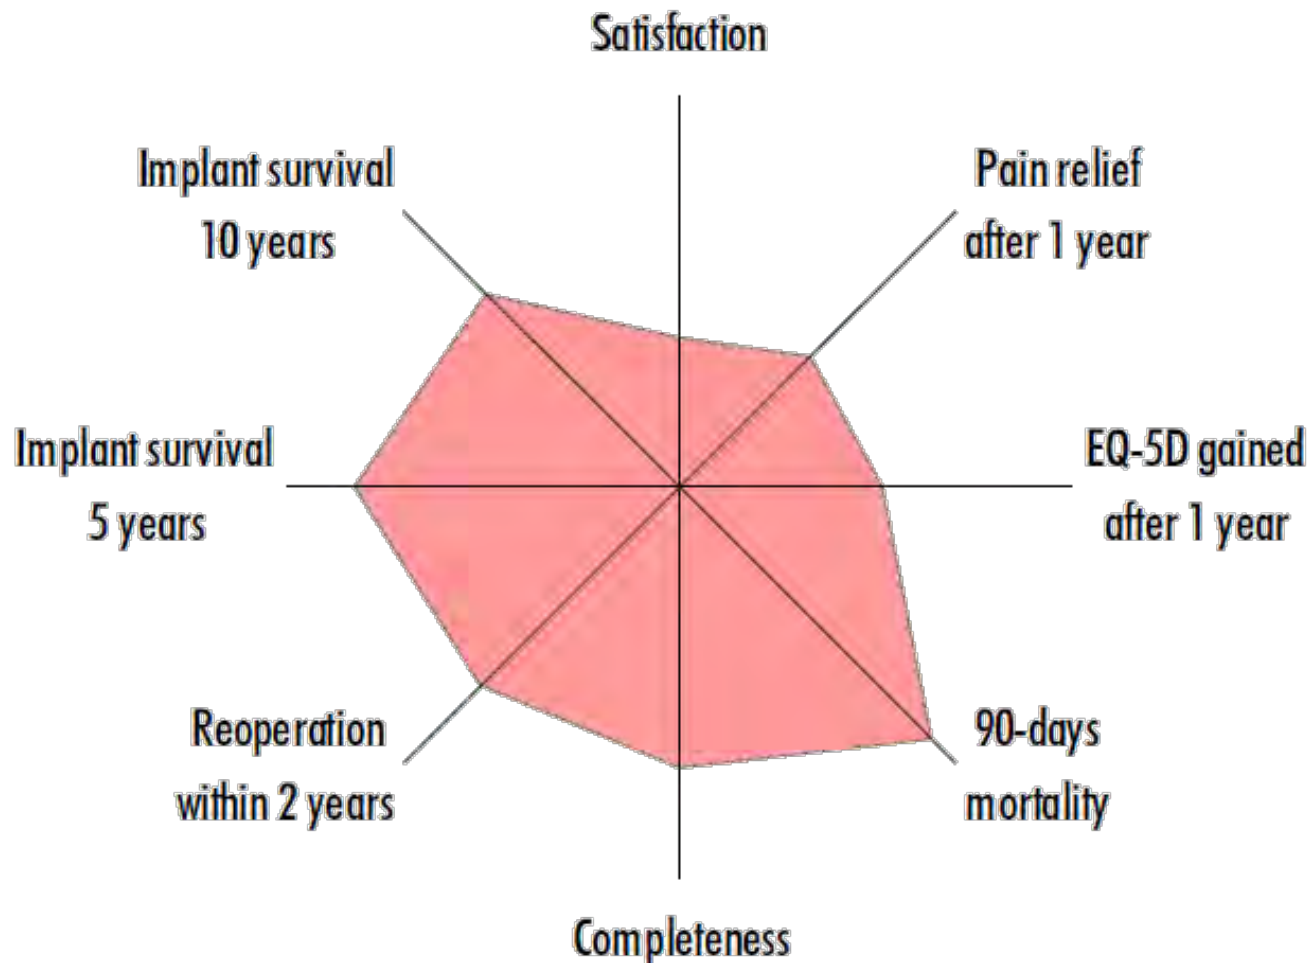 Satisfaction
Implant survival
10 years
Pain relief
after 1 year
Implant survival
5 years
EQ-5D gained
after 1 year
Reoperation
within 2 years
90-days
mortality
Completeness